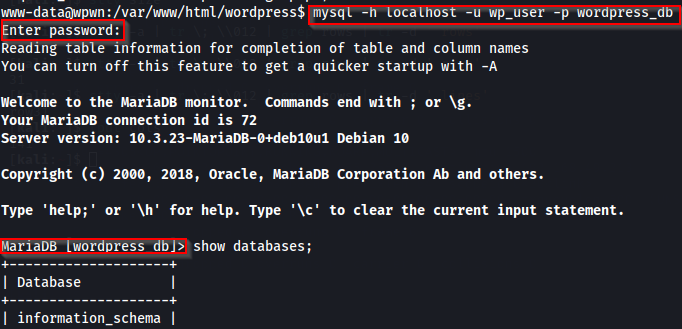 www-data@wpwn:/var/www/html/wordpress$ mysql -h localhost -u wp_user -p wordpress_db
Enter password:
Reading table information for completion of table and column names
You can turn off this feature to get a quicker startup with -A
Welcome to the MariaDB monitor.  Commands end with ; or \g.
Your MariaDB connection id is 72
Server version: 10.3.23-MariaDB-0+deb10u1 Debian 10
Copyright (c) 2000, 2018, Oracle, MariaDB Corporation Ab and others.
Type 'help;' or '\h' for help. Type '\c' to clear the current input statement.
MariaDB [wordpress_db]> show databases;
+--------------------+
| Database           |
+--------------------+
| information_schema |